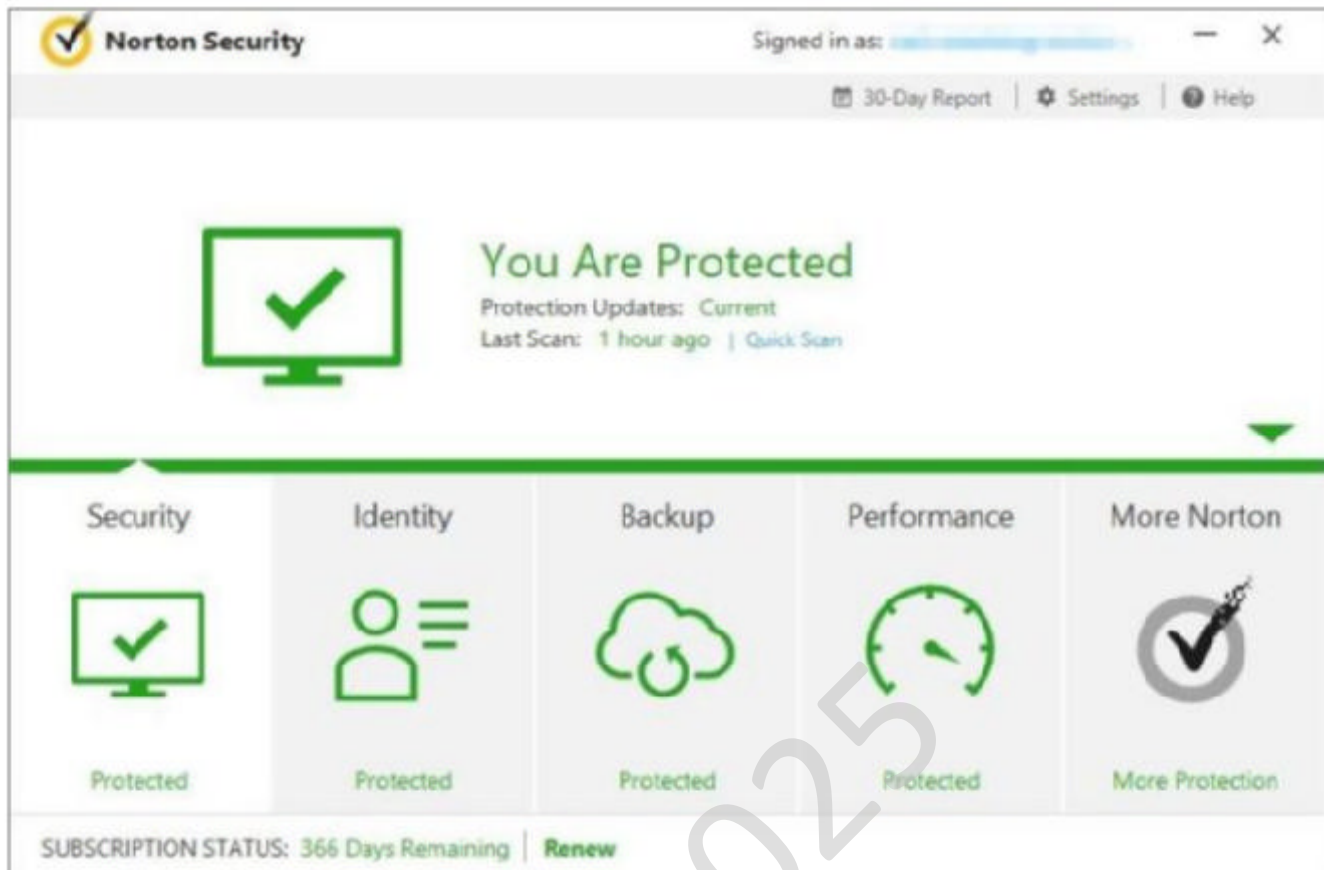 Norton Security
Signed in as:
30-Day Report | Settings | Help
You Are Protected
Protection Updates: Current
Last Scan: 1 hour ago | Quick Scan
Security Identity Backup Performance More Norton
Protected Protected Protected Protected More Protection
SUBSCRIPTION STATUS: 366 Days Remaining | Renew